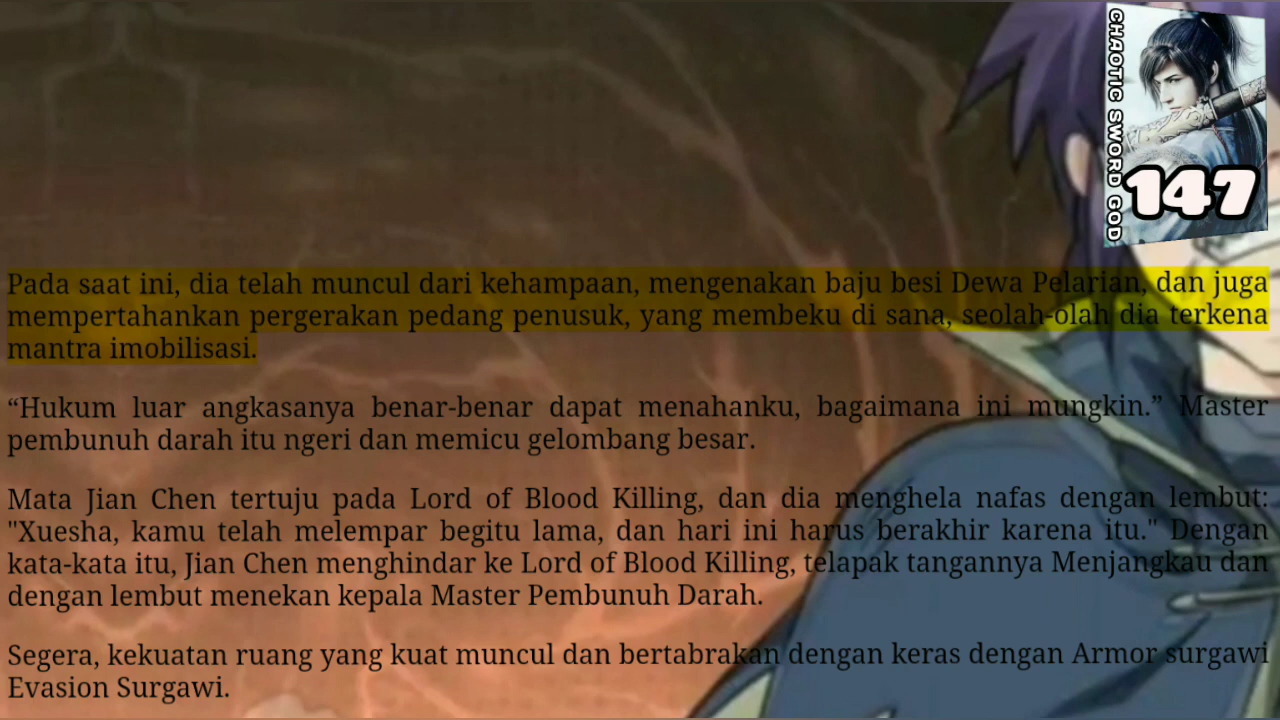 CHAOTIC SWORD GOD
147
Pada saat ini, dia telah muncul dari kehampaan, mengenakan baju besi Dewa Pelarian, dan juga
mempertahankan pergerakan pedang penusuk, yang membeku di sana, seolah-olah dia terkena
mantra imobilisasi.
“Hukum luar angkasanya benar-benar dapat menahanku, bagaimana ini mungkin.” Master
pembunuh darah itu ngeri dan memicu gelombang besar.
Mata Jian Chen tertuju pada Lord of Blood Killing, dan dia menghela nafas dengan lembut:
"Xuesha, kamu telah melempar begitu lama, dan hari ini harus berakhir karena itu." Dengan
kata-kata itu, Jian Chen menghindar ke Lord of Blood Killing, telapak tangannya Menjangkau dan
dengan lembut menekan kepala Master Pembunuh Darah.
Segera, kekuatan ruang yang kuat muncul dan bertabrakan dengan keras dengan Armor surgawi
Evasion Surgawi.